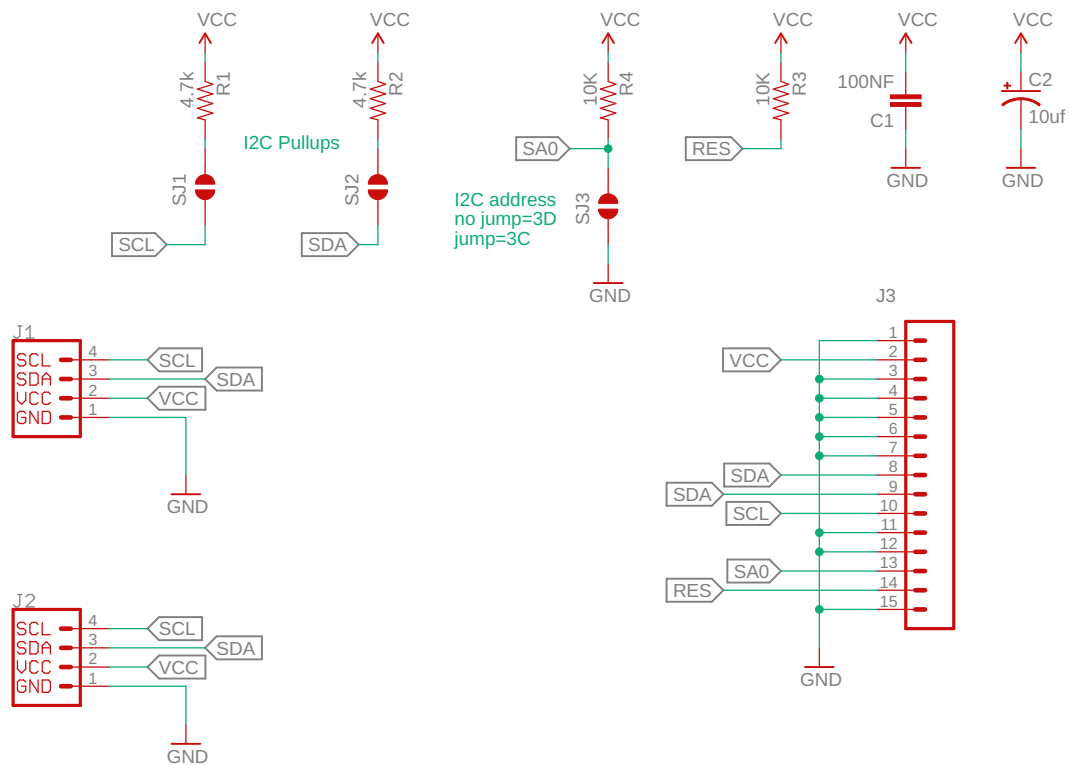 VCC
VCC
VCC
VCC
VCC
VCC
4.7k
R1
4.7k
R2
10K
R4
10K
R3
100NF
C1
C2
10uf
I2C Pullups
SA0
RES
GND
GND
SJ1
SJ2
I2C address
no jump=3D
jump=3C
SJ3
SCL
SDA
GND
J1
SCL
4
SCL
SDA
3
SDA
VCC
2
VCC
GND
1
GND
J3
1
VCC
2
3
4
5
6
7
SDA
8
SDA
9
SCL
10
11
12
SA0
13
RES
14
15
GND
J2
SCL
4
SCL
SDA
3
SDA
VCC
2
VCC
GND
1
GND